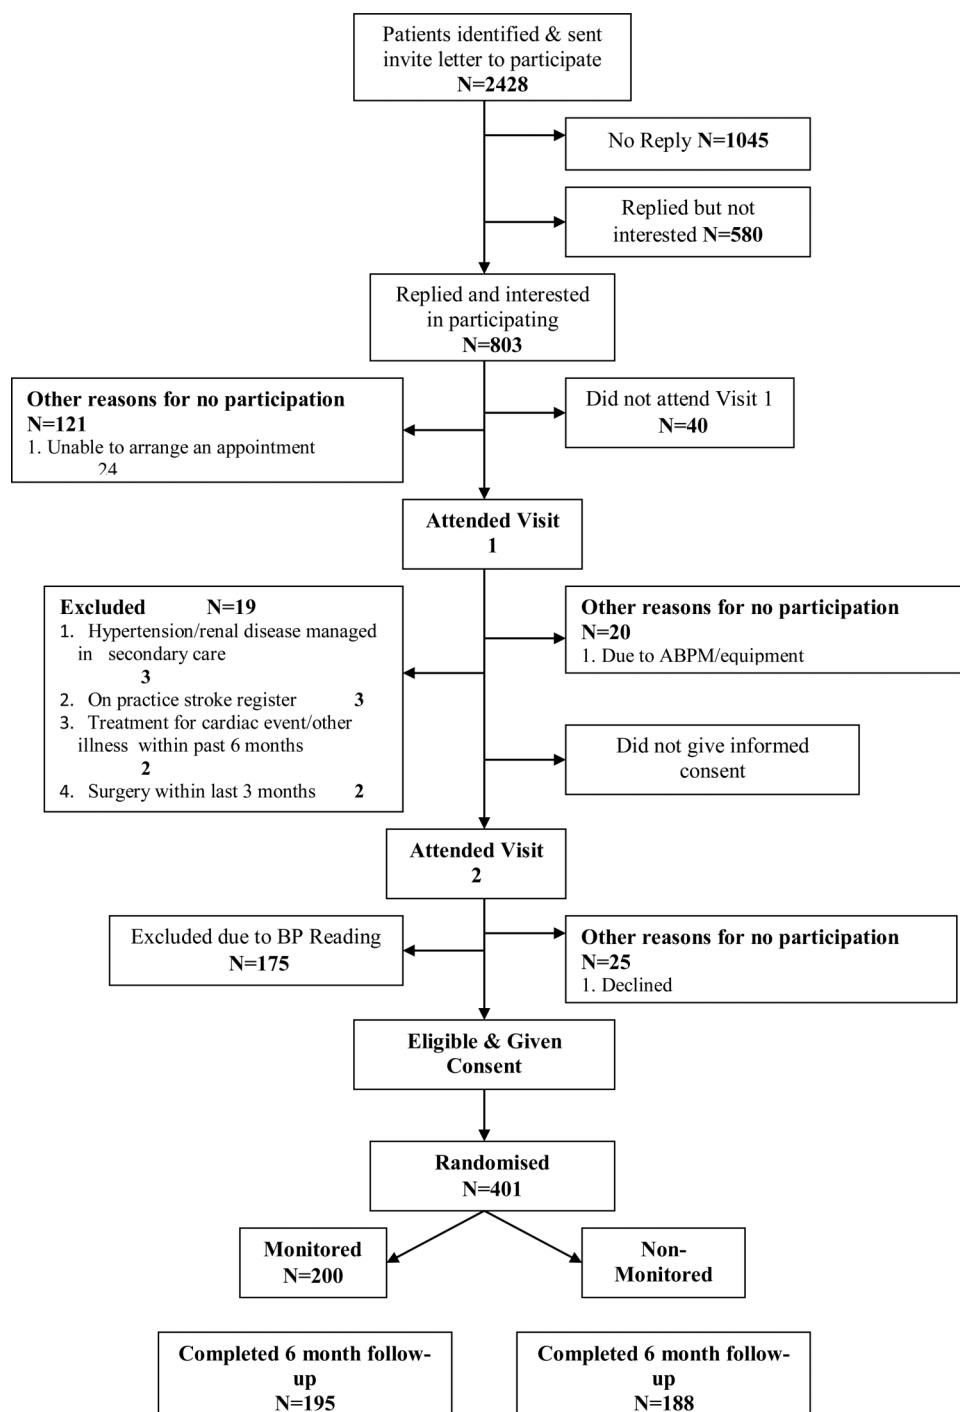 Patients identified & sent
invite letter to participate
N=2428
No Reply N=1045
Replied but not
interested N=580
Replied and interested
in participating
N=803
Other reasons for no participation
N=121
1. Unable to arrange an appointment
24
Did not attend Visit 1
N=40
Attended Visit
1
Excluded N=19
1. Hypertension/renal disease managed
in secondary care
3
2. On practice stroke register 3
3. Treatment for cardiac event/other
illness within past 6 months
2
4. Surgery within last 3 months 2
Other reasons for no participation
N=20
1. Due to ABPM/equipment
Did not give informed
consent
Attended Visit
2
Excluded due to BP Reading
N=175
Other reasons for no participation
N=25
1. Declined
Eligible & Given
Consent
Randomised
N=401
Monitored
N=200
Non-
Monitored
Completed 6 month follow-
up
N=195
Completed 6 month follow-
up
N=188